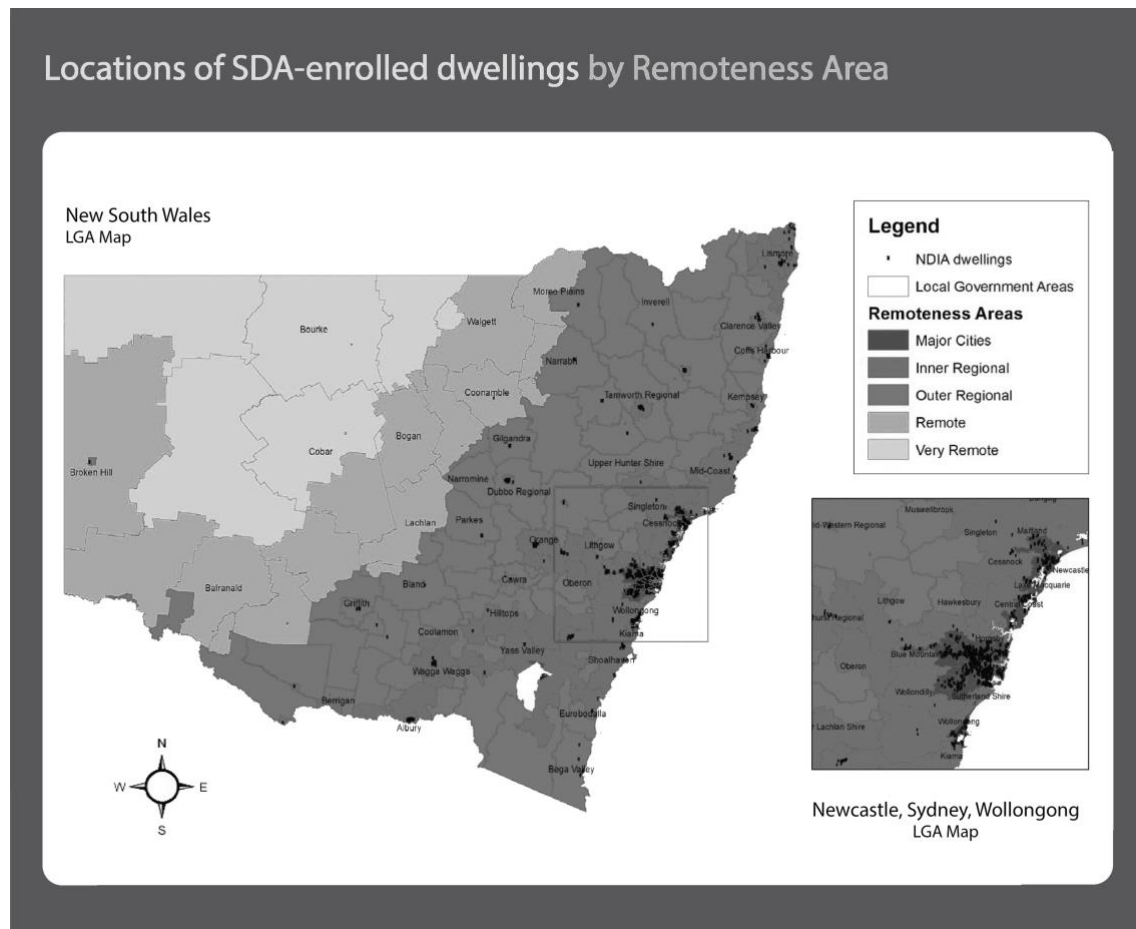 Locations of SDA-enrolled dwellings by Remoteness Area
New South Wales
LGA Map
Legend
NDIA dwellings
Local Government Areas
Remoteness Areas
Major Cities
Inner Regional
Outer Regional
Remote
Very Remote
Lismore
Moree Plains
Inverell
Bourke
Walgett
Clarence Valley
Coffs Harbour
Narrabri
Coonamble
Tamworth Regional
Kempsey
Bogan
Gilgandra
Cobar
Upper Hunter Shire
Mid-Coast
Broken Hill
Narromine
Dubbo Regional
Singleton
Lachlan
Parkes
Cessnock
Orange
Lithgow
Balranald
Bland
Cowra
Oberon
Griffith
Hilltops
Wollongong
Coolamon
Kiama
Yass Valley
Shoalhaven
Wagga Wagga
Berrigan
Eurobodalla
Albury
Bega Valley
N
W
E
S
Muswellbrook
Singleton
Maitland
Cessnock
Newcastle
Lake Macquarie
Lithgow
Hawkesbury
Central Coast
Blue Mountain
Oberon
Wollondilly
Sutherland Shire
Lachlan Shire
Wollongong
Kiama
Newcastle, Sydney, Wollongong
LGA Map